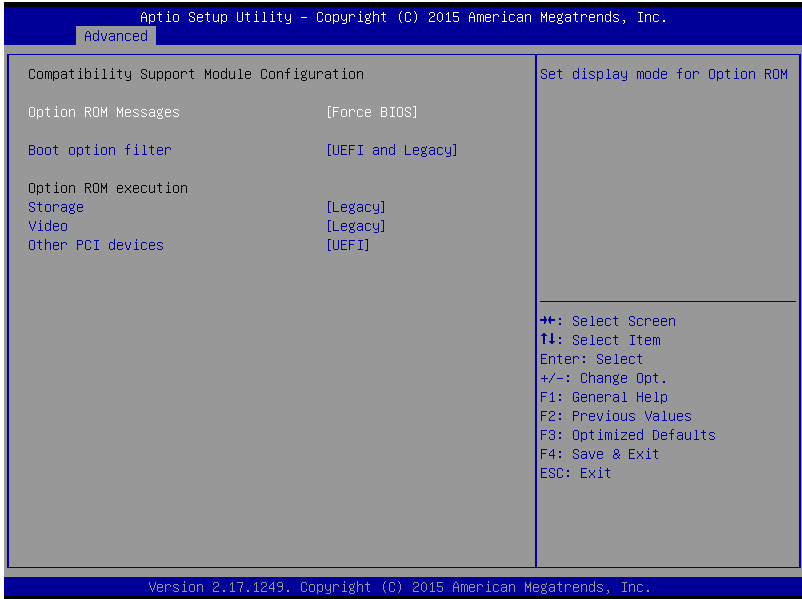 Aptio Setup Utility – Copyright (C) 2015 American Megatrends, Inc.
Advanced
Compatibility Support Module Configuration
Option ROM Messages [Force BIOS]
Boot option filter [UEFI and Legacy]
Option ROM execution
Storage [Legacy]
Video [Legacy]
Other PCI devices [UEFI]
Set display mode for Option ROM
→←: Select Screen
↑↓: Select Item
Enter: Select
+/-: Change Opt.
F1: General Help
F2: Previous Values
F3: Optimized Defaults
F4: Save & Exit
ESC: Exit
Version 2.17.1249. Copyright (C) 2015 American Megatrends, Inc.